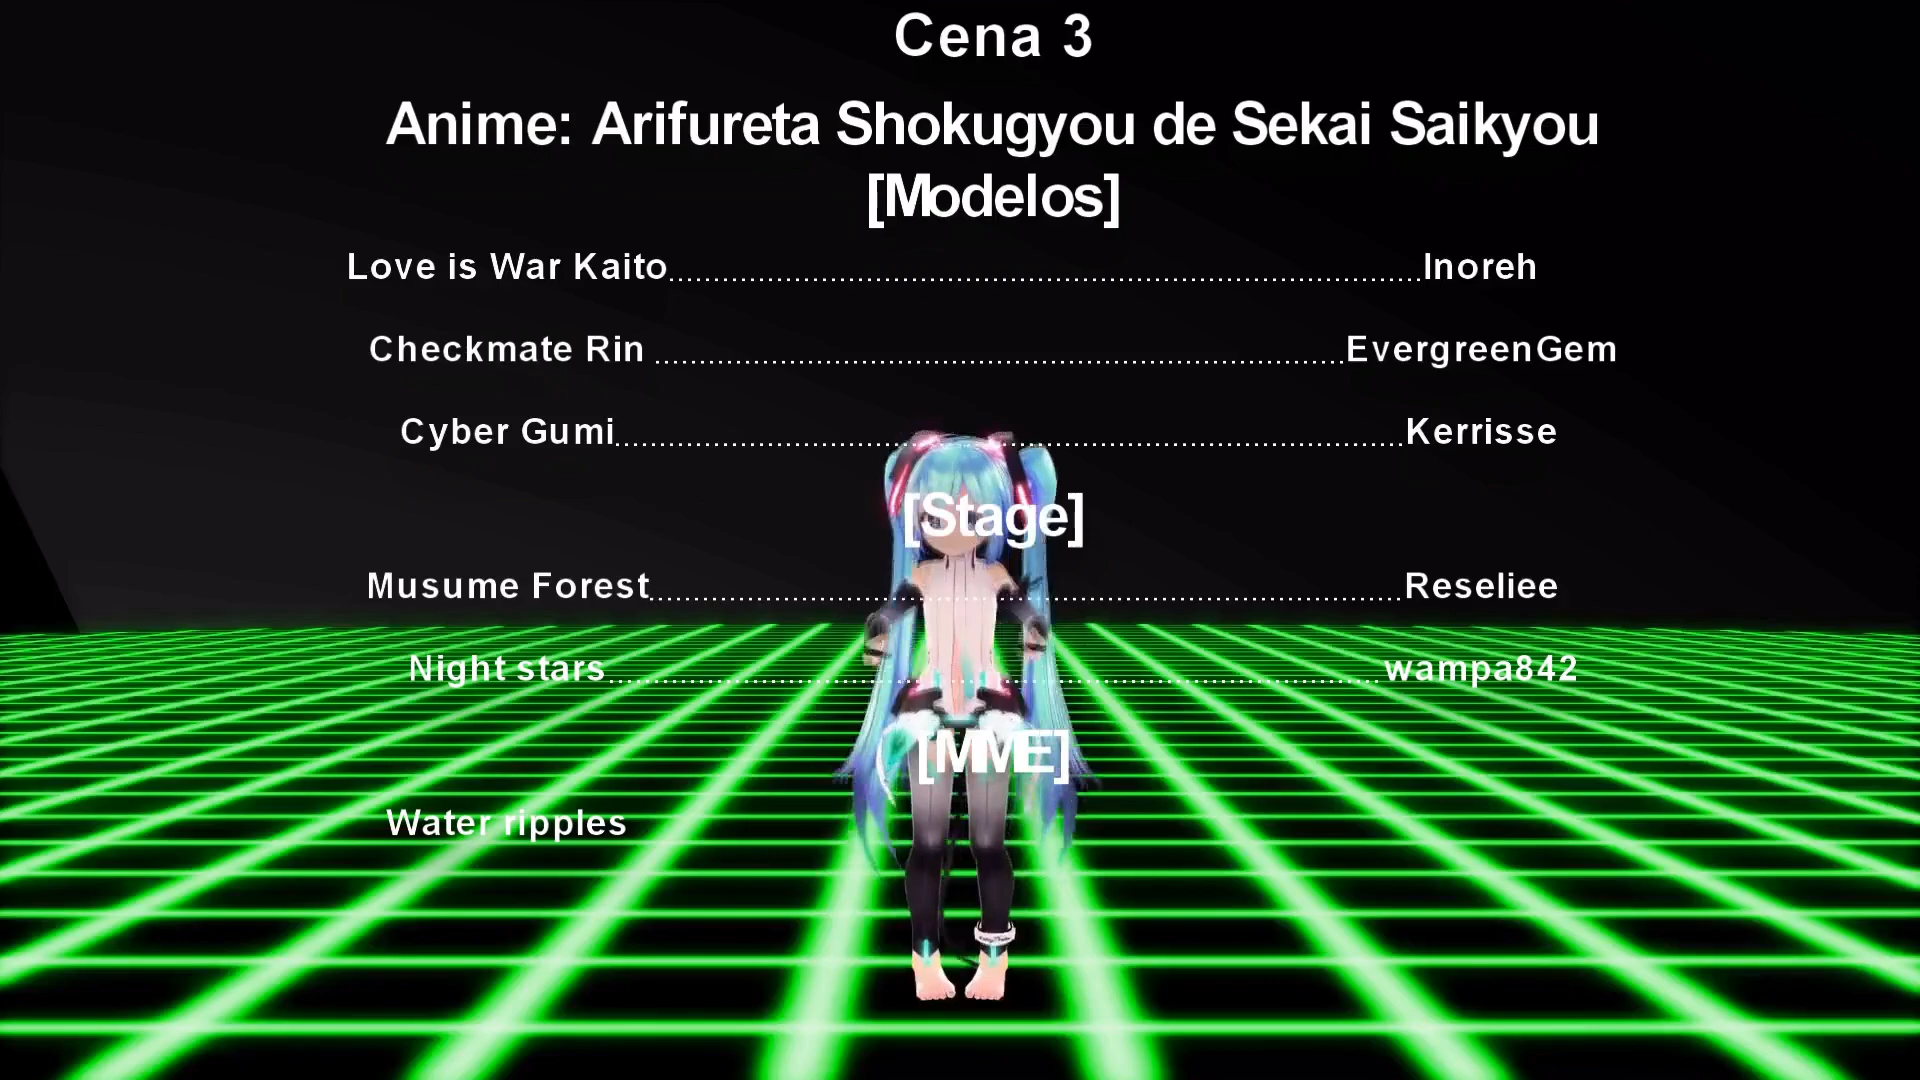 Cena 3
Anime: Arifureta Shokugyou de Sekai Saikyou
[Modelos]
Love is War Kaito..............................................................................Inoreh
Checkmate Rin .......................................................................EvergreenGem
Cyber Gumi.................................................................................Kerrisse
[Stage]
Musume Forest..............................................................................Reseliee
Night stars................................................................................wampa842
[MME]
Water ripples